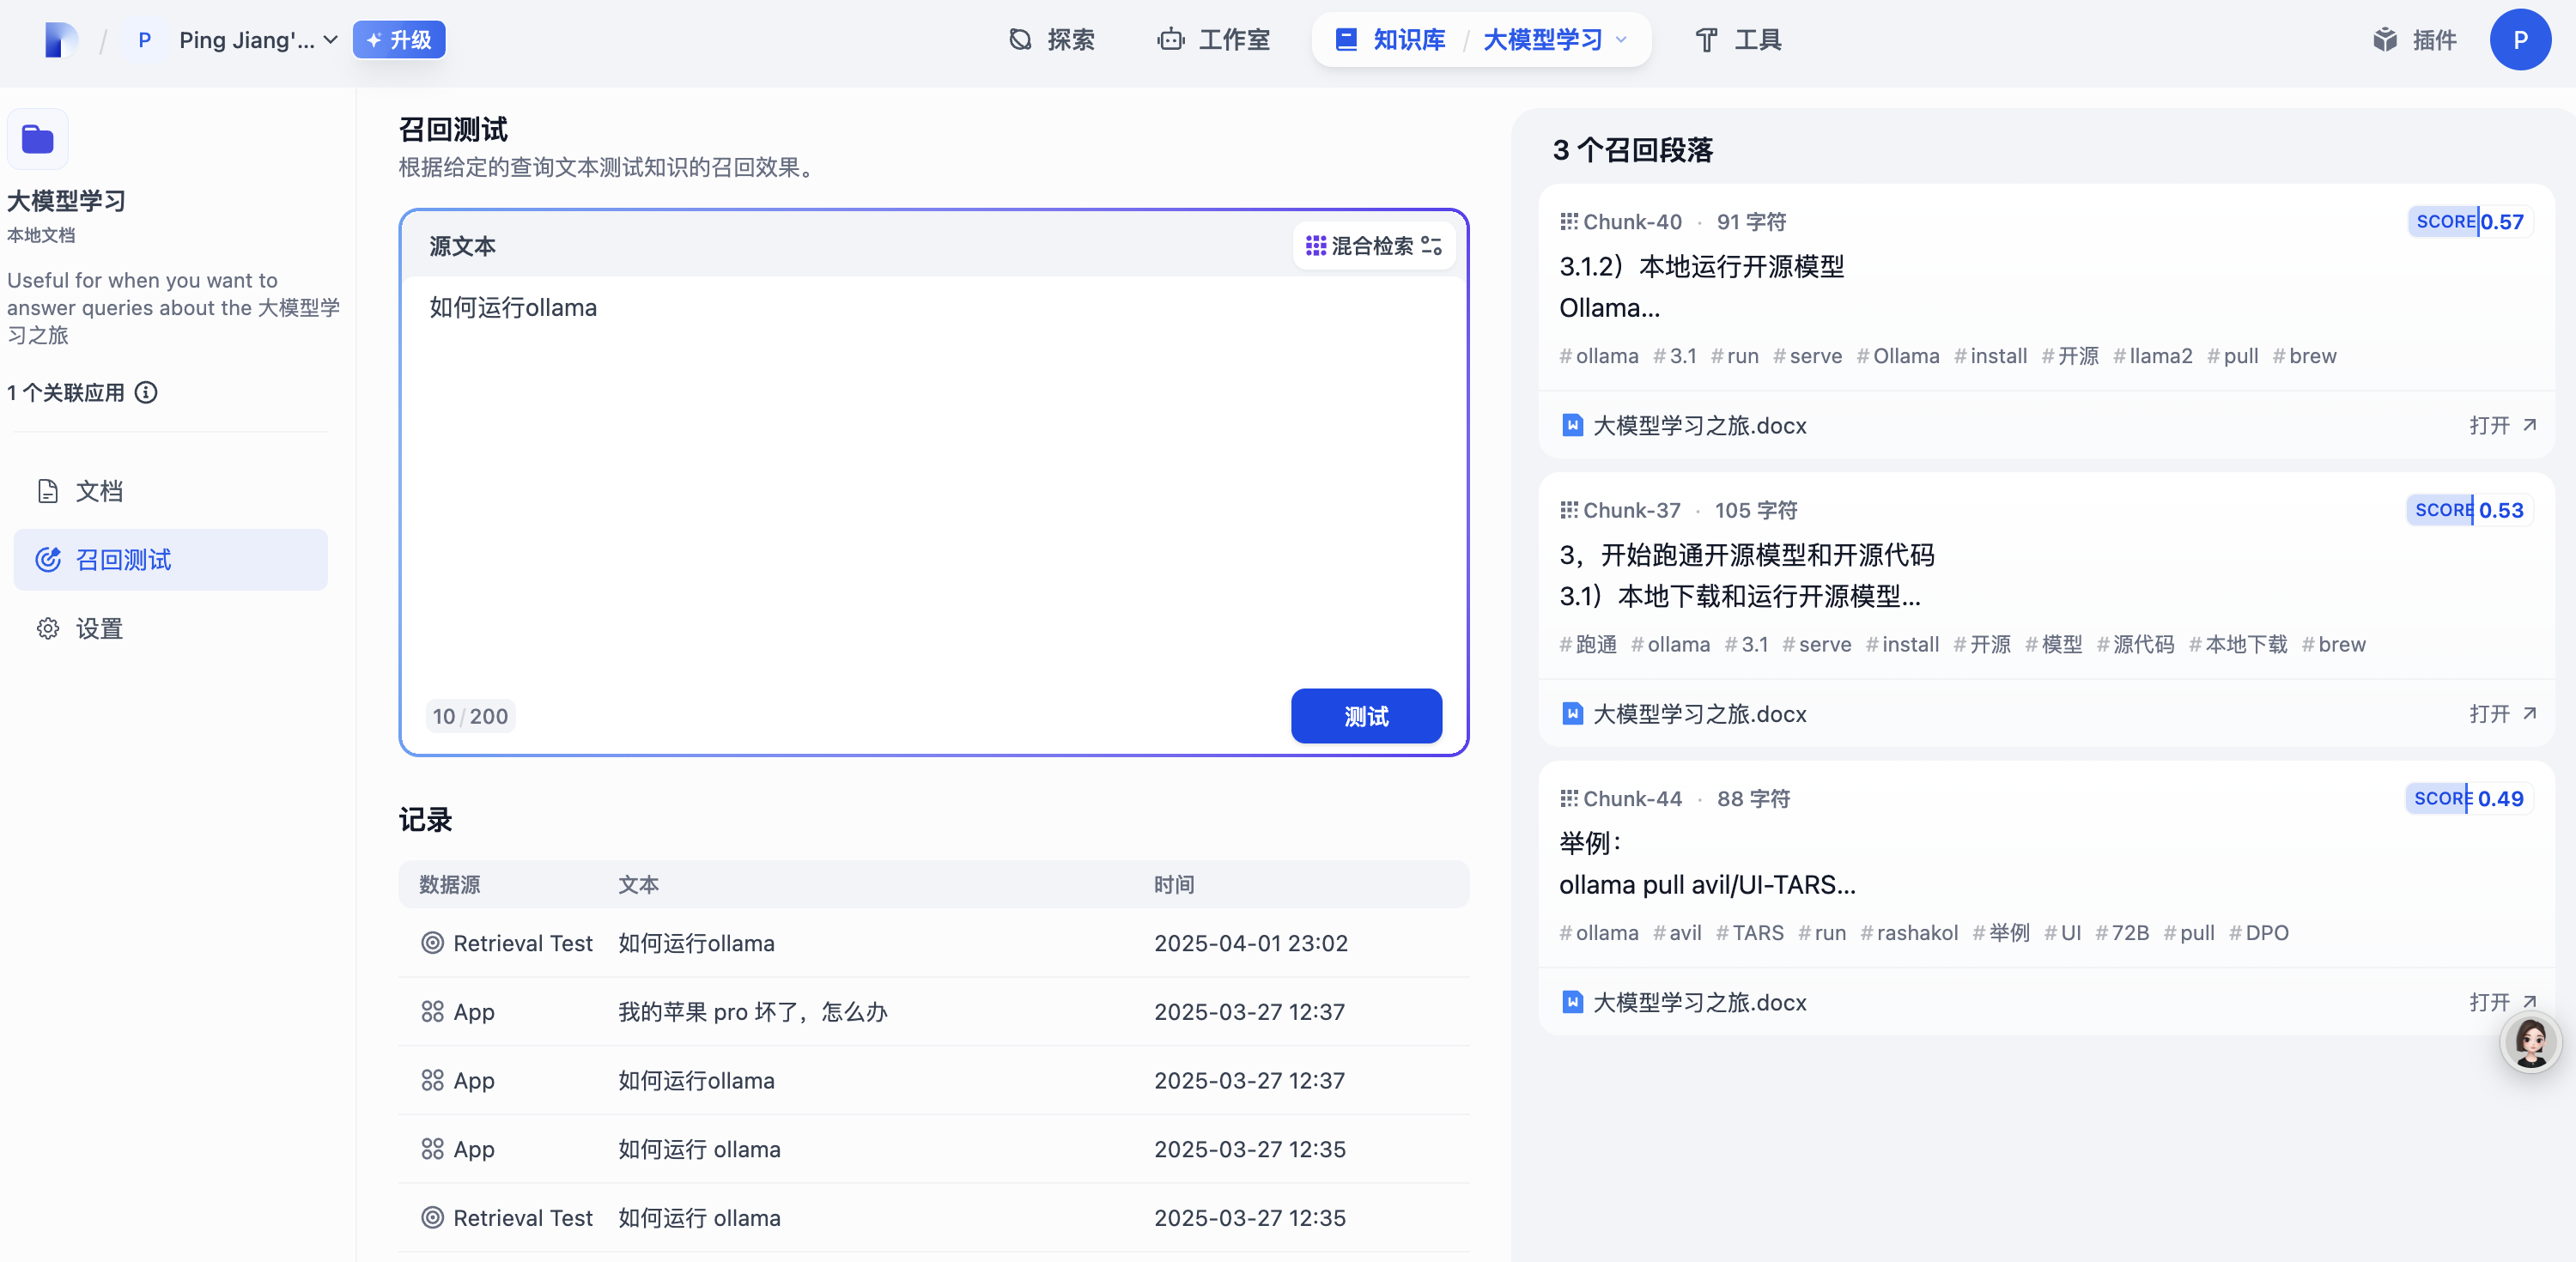 / P Ping Jiang'... 升级
探索
工作室
知识库 / 大模型学习
工具
插件
P
大模型学习
本地文档
Useful for when you want to
answer queries about the 大模型学
习之旅
1 个关联应用
文档
召回测试
设置
召回测试
根据给定的查询文本测试知识的召回效果。
源文本
混合检索
如何运行ollama
10 / 200
测试
记录
数据源 文本 时间
Retrieval Test 如何运行ollama 2025-04-01 23:02
App 我的苹果 pro 坏了，怎么办 2025-03-27 12:37
App 如何运行ollama 2025-03-27 12:37
App 如何运行 ollama 2025-03-27 12:35
Retrieval Test 如何运行 ollama 2025-03-27 12:35
3 个召回段落
Chunk-40 · 91 字符 SCORE 0.57
3.1.2）本地运行开源模型
Ollama...
#ollama #3.1 #run #serve #Ollama #install #开源 #llama2 #pull #brew
大模型学习之旅.docx 打开
Chunk-37 · 105 字符 SCORE 0.53
3，开始跑通开源模型和开源代码
3.1）本地下载和运行开源模型...
#跑通 #ollama #3.1 #serve #install #开源 #模型 #源代码 #本地下载 #brew
大模型学习之旅.docx 打开
Chunk-44 · 88 字符 SCORE 0.49
举例：
ollama pull avil/UI-TARS...
#ollama #avil #TARS #run #rashakol #举例 #UI #72B #pull #DPO
大模型学习之旅.docx 打开